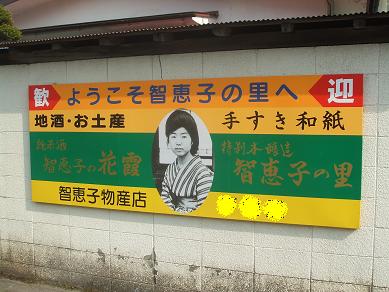 歓 ようこそ智恵子の里へ 迎
地酒・お土産
手すき和紙
純米酒
智恵子の花霞
特別本醸造
智恵子の里
智恵子物産店